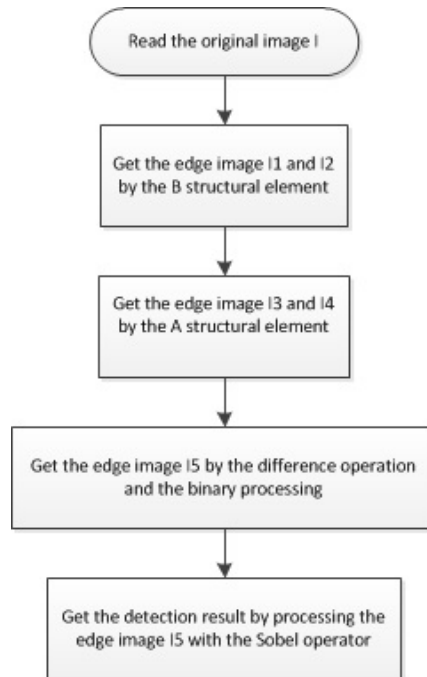 Read the original image I
Get the edge image I1 and I2
by the B structural element
Get the edge image I3 and I4
by the A structural element
Get the edge image I5 by the difference operation
and the binary processing
Get the detection result by processing the
edge image I5 with the Sobel operator